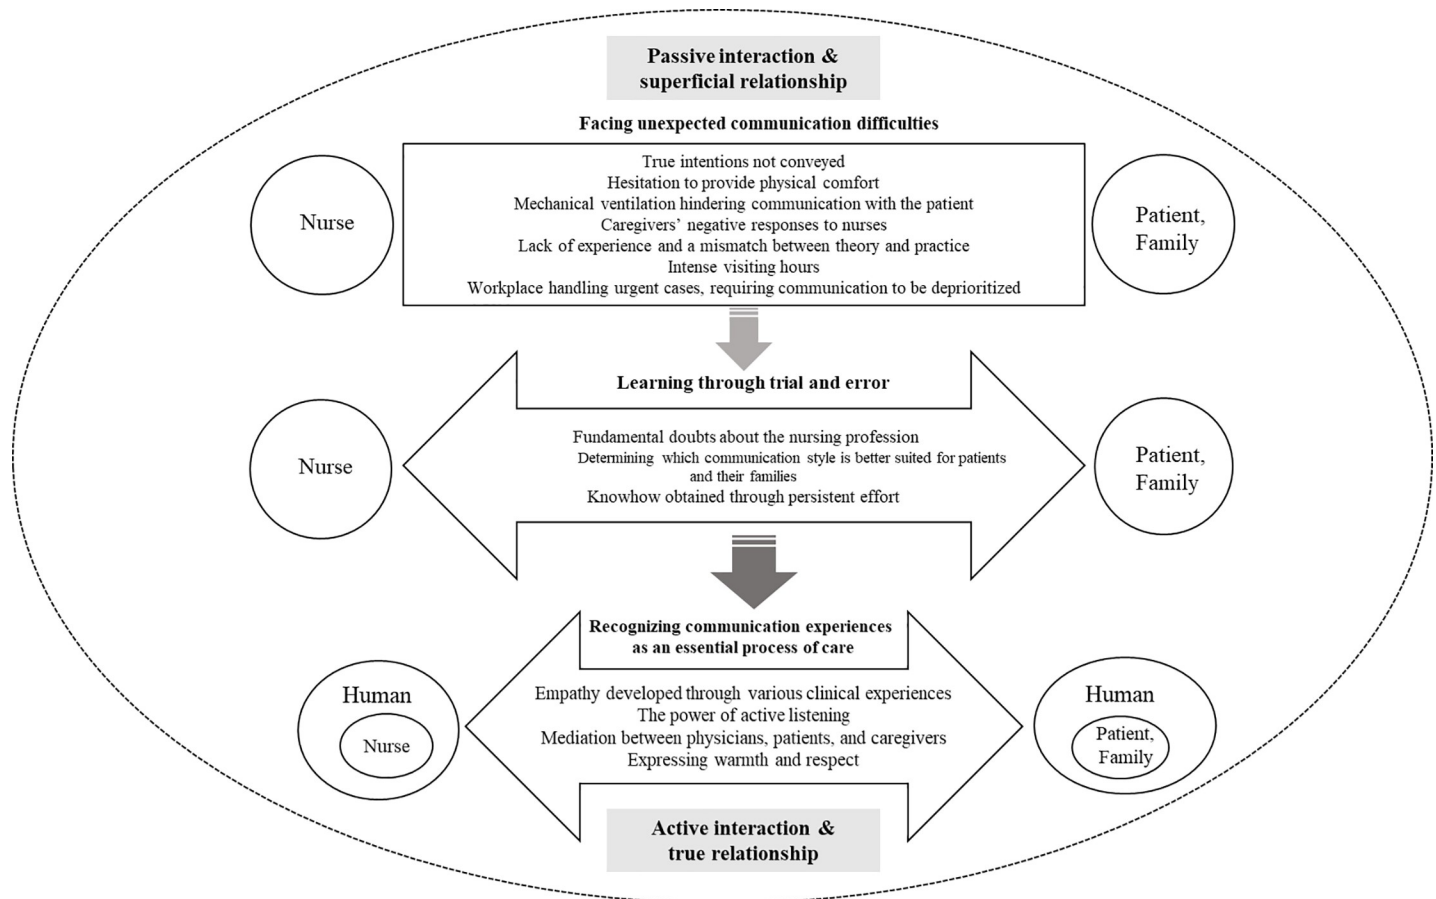 Passive interaction &
superficial relationship
Facing unexpected communication difficulties
Nurse
True intentions not conveyed
Hesitation to provide physical comfort
Mechanical ventilation hindering communication with the patient
Caregivers’ negative responses to nurses
Lack of experience and a mismatch between theory and practice
Intense visiting hours
Workplace handling urgent cases, requiring communication to be deprioritized
Patient,
Family
Learning through trial and error
Nurse
Fundamental doubts about the nursing profession
Determining which communication style is better suited for patients
and their families
Knowhow obtained through persistent effort
Patient,
Family
Recognizing communication experiences
as an essential process of care
Human
Nurse
Empathy developed through various clinical experiences
The power of active listening
Mediation between physicians, patients, and caregivers
Expressing warmth and respect
Human
Patient,
Family
Active interaction &
true relationship